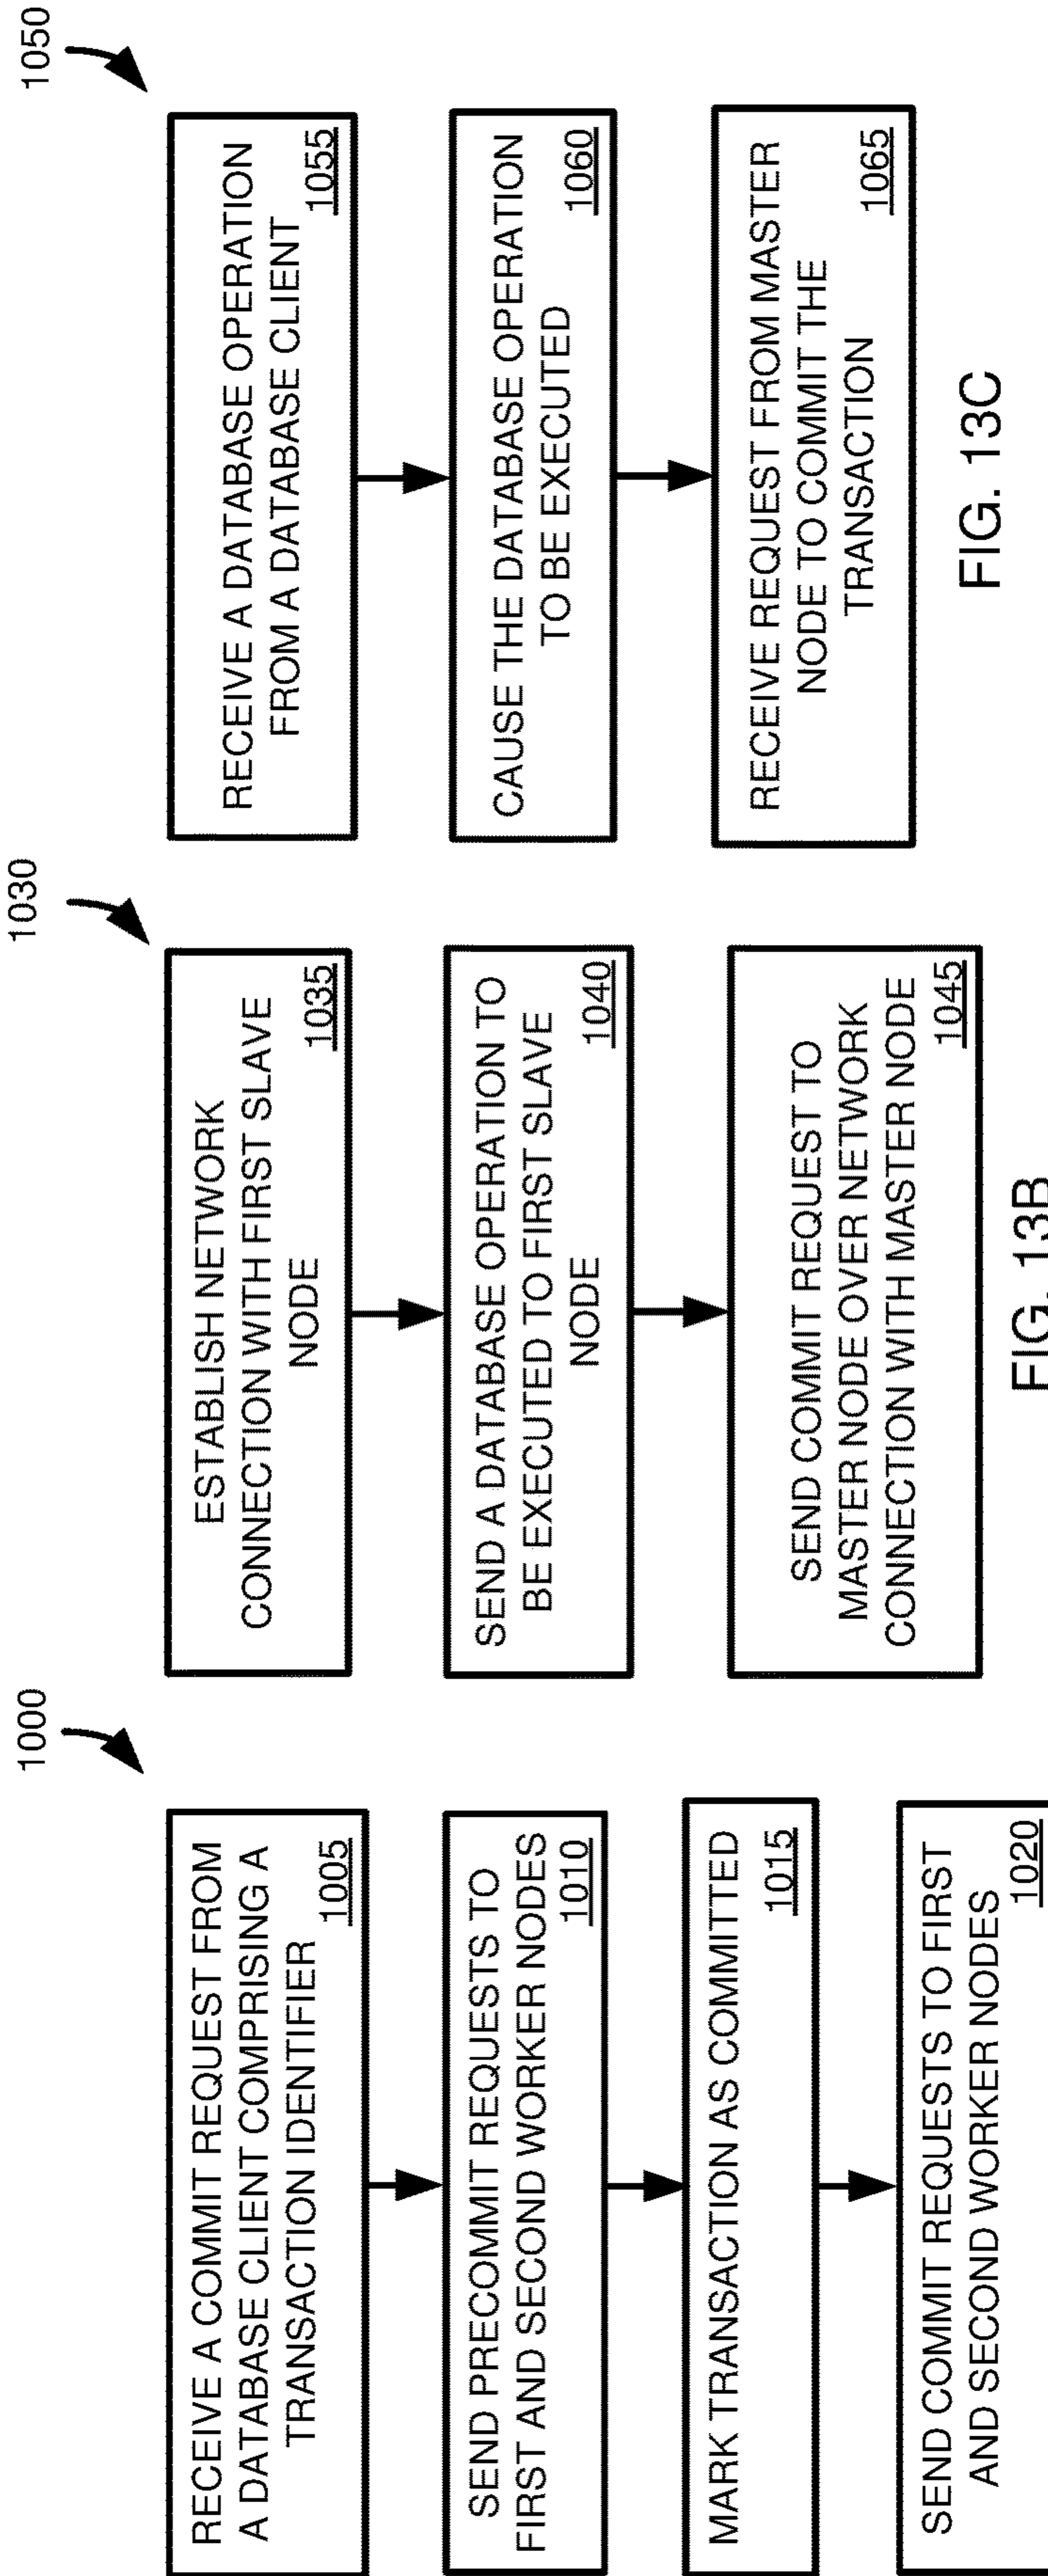 1000
RECEIVE A COMMIT REQUEST FROM
A DATABASE CLIENT COMPRISING A
TRANSACTION IDENTIFIER
1005
SEND PRECOMMIT REQUESTS TO
FIRST AND SECOND WORKER NODES
1010
MARK TRANSACTION AS COMMITTED
1015
SEND COMMIT REQUESTS TO FIRST
AND SECOND WORKER NODES
1020
1030
ESTABLISH NETWORK
CONNECTION WITH FIRST SLAVE
NODE
1035
SEND A DATABASE OPERATION TO
BE EXECUTED TO FIRST SLAVE
NODE
1040
SEND COMMIT REQUEST TO
MASTER NODE OVER NETWORK
CONNECTION WITH MASTER NODE
1045
FIG. 13B
1050
RECEIVE A DATABASE OPERATION
FROM A DATABASE CLIENT
1055
CAUSE THE DATABASE OPERATION
TO BE EXECUTED
1060
RECEIVE REQUEST FROM MASTER
NODE TO COMMIT THE
TRANSACTION
1065
FIG. 13C